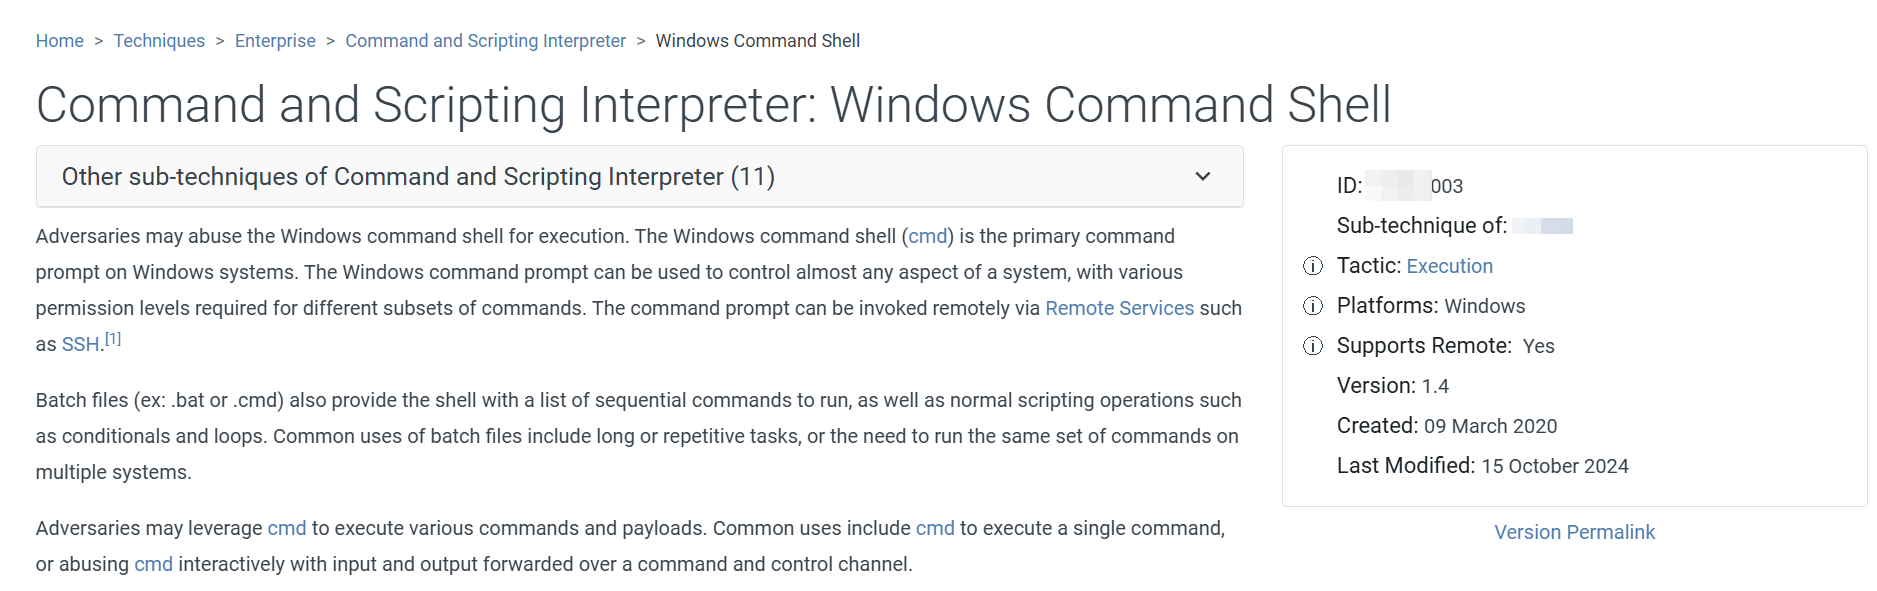 Home > Techniques > Enterprise > Command and Scripting Interpreter > Windows Command Shell
Command and Scripting Interpreter: Windows Command Shell
Other sub-techniques of Command and Scripting Interpreter (11)
Adversaries may abuse the Windows command shell for execution. The Windows command shell (cmd) is the primary command
prompt on Windows systems. The Windows command prompt can be used to control almost any aspect of a system, with various
permission levels required for different subsets of commands. The command prompt can be invoked remotely via Remote Services such
as SSH.[1]
Batch files (ex: .bat or .cmd) also provide the shell with a list of sequential commands to run, as well as normal scripting operations such
as conditionals and loops. Common uses of batch files include long or repetitive tasks, or the need to run the same set of commands on
multiple systems.
Adversaries may leverage cmd to execute various commands and payloads. Common uses include cmd to execute a single command,
or abusing cmd interactively with input and output forwarded over a command and control channel.
ID: 003
Sub-technique of:
Tactic: Execution
Platforms: Windows
Supports Remote: Yes
Version: 1.4
Created: 09 March 2020
Last Modified: 15 October 2024
Version Permalink